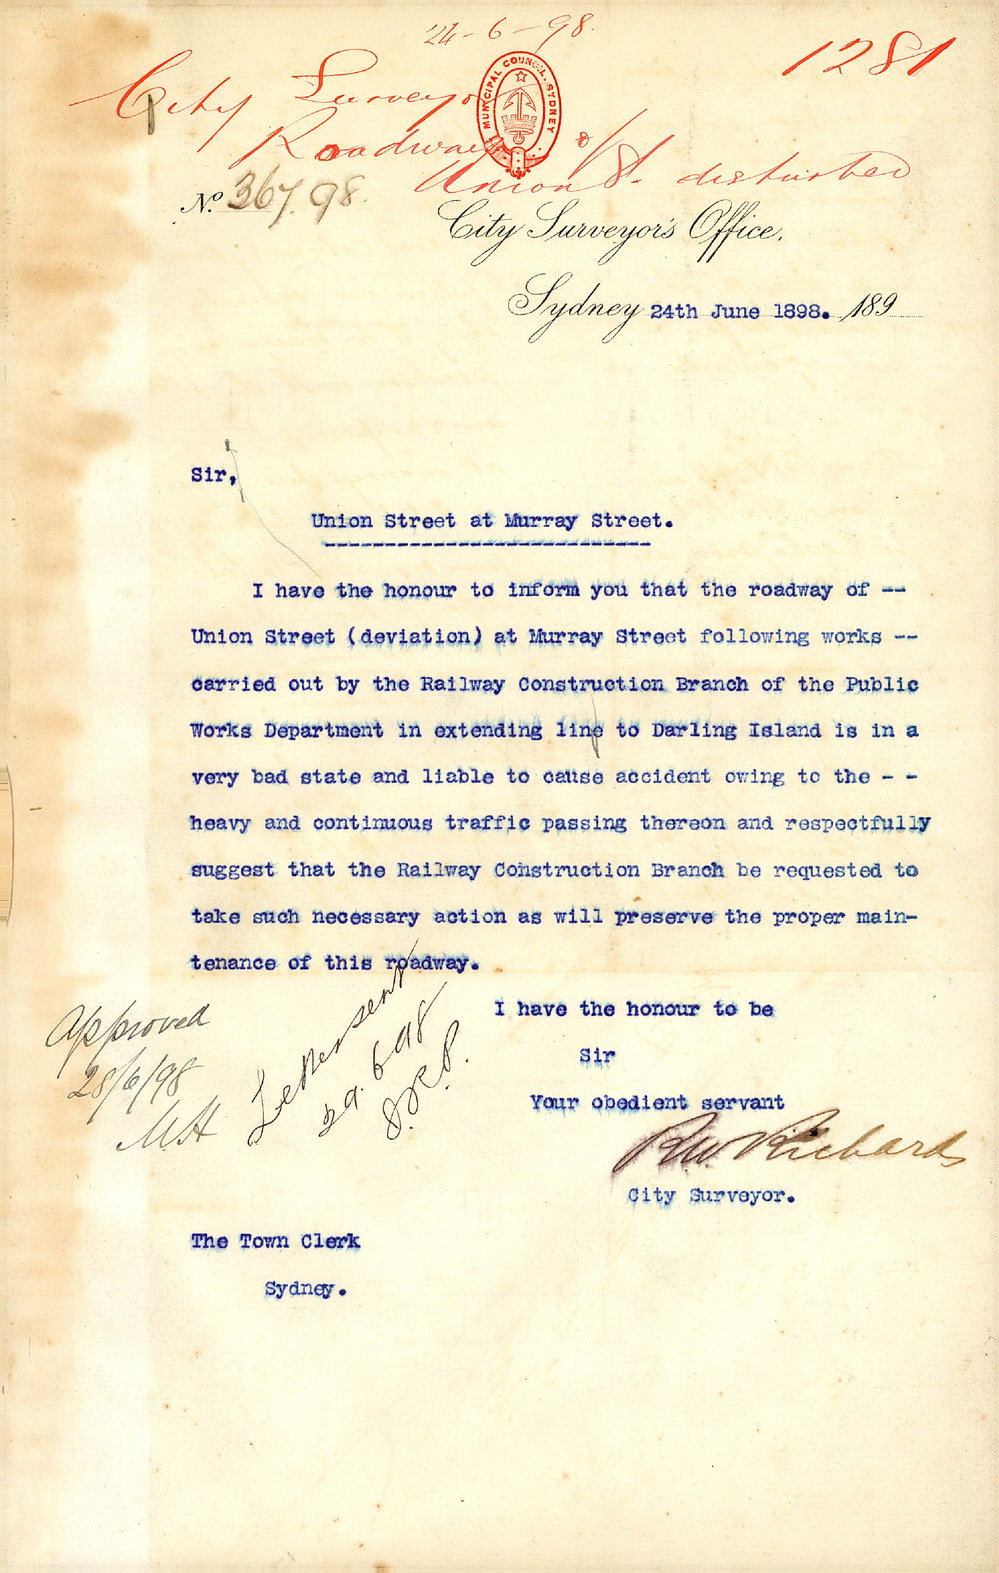 24-6-98.
1281
City Surveyor
MUNICIPAL COUNCIL. SYDNEY
Roadway
Union St. disturbed
No. 367.98.
City Surveyor's Office,
Sydney 24th June 1898. 189
Sir,
Union Street at Murray Street.
I have the honour to inform you that the roadway of --
Union Street (deviation) at Murray Street following works --
carried out by the Railway Construction Branch of the Public
Works Department in extending line to Darling Island is in a
very bad state and liable to cause accident owing to the - -
heavy and continuous traffic passing thereon and respectfully
suggest that the Railway Construction Branch be requested to
take such necessary action as will preserve the proper main-
tenance of this roadway.
I have the honour to be
Sir
Your obedient servant
R.W. Richards
City Surveyor.
Approved
28/6/98
M.H
Letter sent
29.6.98
The Town Clerk
Sydney.